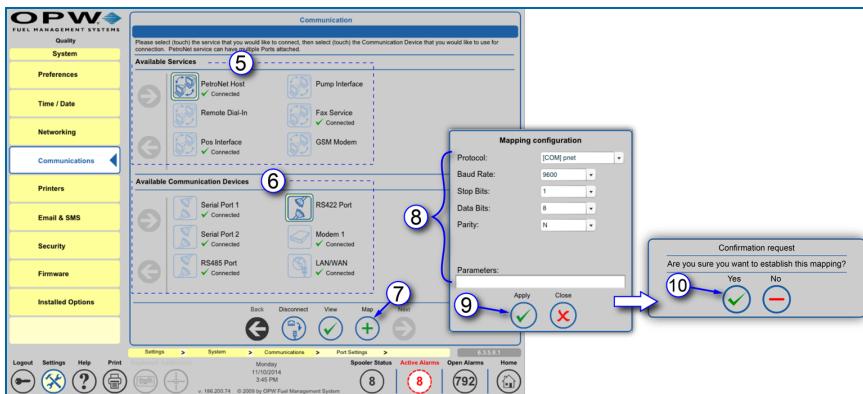 OPW
FUEL MANAGEMENT SYSTEMS
Quality
System
Preferences
Time / Date
Networking
Communications
Printers
Email & SMS
Security
Firmware
Installed Options
Communication
Please select (touch) the service that you would like to connect, then select (touch) the Communication Device that you would like to use for
connection. PetroNet service can have multiple Ports attached.
Available Services
5
PetroNet Host
Connected
Pump Interface
Remote Dial-In
Fax Service
Connected
Pos Interface
Connected
GSM Modem
Available Communication Devices
6
Serial Port 1
Connected
RS422 Port
Serial Port 2
Connected
Modem 1
Connected
RS485 Port
Connected
LAN/WAN
Connected
7
Back
Disconnect
View
Map
Next
Settings > System > Communications > Port Settings >
Logout
Settings
Help
Print
Monday
11/10/2014
3:45 PM
v. 186.200.74 © 2009 by OPW Fuel Management System
Spooler Status
8
Active Alarms
8
Open Alarms
792
Home
Mapping configuration
8
Protocol: [COM] pnet
Baud Rate: 9600
Stop Bits: 1
Data Bits: 8
Parity: N
Parameters:
9
Apply
Close
Confirmation request
Are you sure you want to establish this mapping?
10
Yes
No